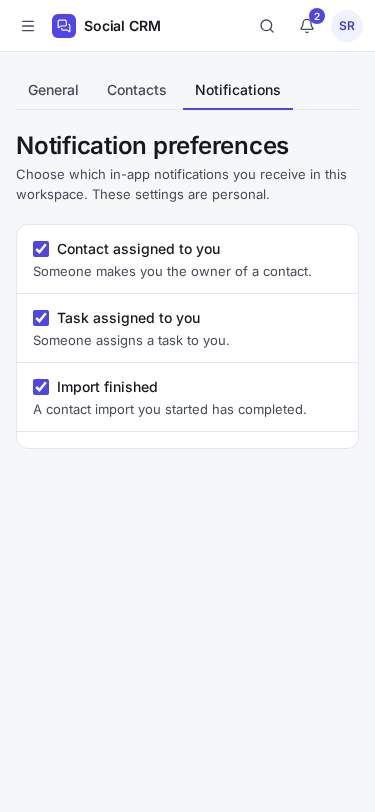 Social CRM
2
SR
General
Contacts
Notifications
Notification preferences
Choose which in-app notifications you receive in this
workspace. These settings are personal.
Contact assigned to you
Someone makes you the owner of a contact.
Task assigned to you
Someone assigns a task to you.
Import finished
A contact import you started has completed.